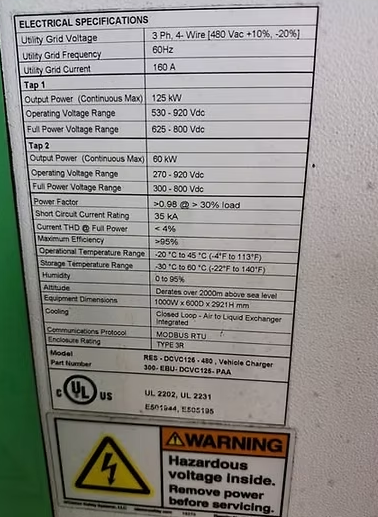 ELECTRICAL SPECIFICATIONS
Utility Grid Voltage 3 Ph, 4- Wire [480 Vac +10%, -20%]
Utility Grid Frequency 60Hz
Utility Grid Current 160 A
Tap 1
Output Power (Continuous Max) 125 kW
Operating Voltage Range 530 - 920 Vdc
Full Power Voltage Range 625 - 800 Vdc
Tap 2
Output Power (Continuous Max) 60 kW
Operating Voltage Range 270 - 920 Vdc
Full Power Voltage Range 300 - 800 Vdc
Power Factor >0.98 @ > 30% load
Short Circuit Current Rating 35 kA
Current THD @ Full Power < 4%
Maximum Efficiency >95%
Operational Temperature Range -20 °C to 45 °C (-4°F to 113°F)
Storage Temperature Range -30 °C to 60 °C (-22°F to 140°F)
Humidity 0 to 95%
Altitude Derates over 2000m above sea level
Equipment Dimensions 1000W x 600D x 2921H mm
Cooling Closed Loop - Air to Liquid Exchanger
Integrated
Communications Protocol MODBUS RTU
Enclosure Rating TYPE 3R
Model RES - DCVC125 - 480 , Vehicle Charger
Part Number 300- EBU- DCVC125- PAA
C UL US
UL 2202, UL 2231
E501944, E505195
WARNING
Hazardous
voltage inside.
Remove power
before servicing.